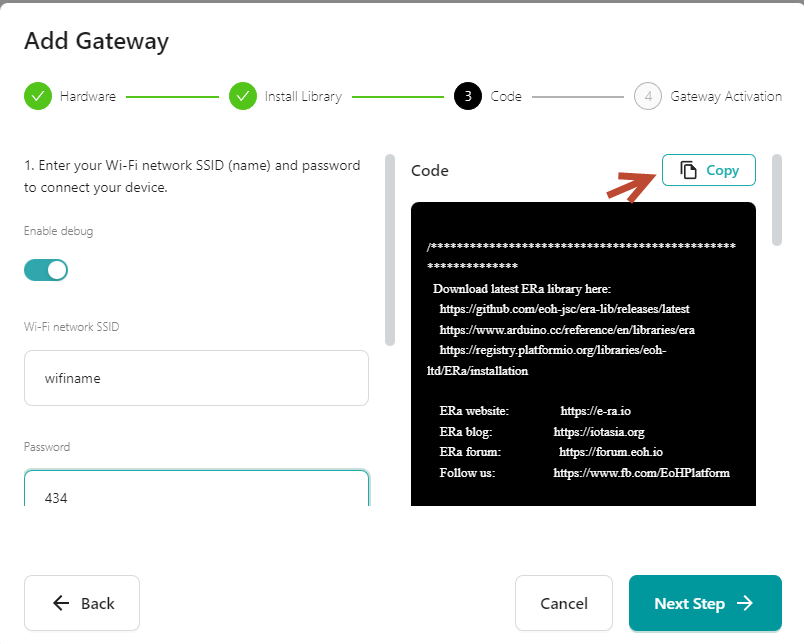 Add Gateway
Hardware
Install Library
3 Code
4 Gateway Activation
1. Enter your Wi-Fi network SSID (name) and password
to connect your device.
Enable debug
Wi-Fi network SSID
wifiname
Password
434
Code
Copy
/***********************************************
**************
Download latest ERa library here:
https://github.com/eoh-jsc/era-lib/releases/latest
https://www.arduino.cc/reference/en/libraries/era
https://registry.platformio.org/libraries/eoh-
ltd/ERa/installation
ERa website: https://e-ra.io
ERa blog: https://iotasia.org
ERa forum: https://forum.eoh.io
Follow us: https://www.fb.com/EoHPlatform
Back
Cancel
Next Step